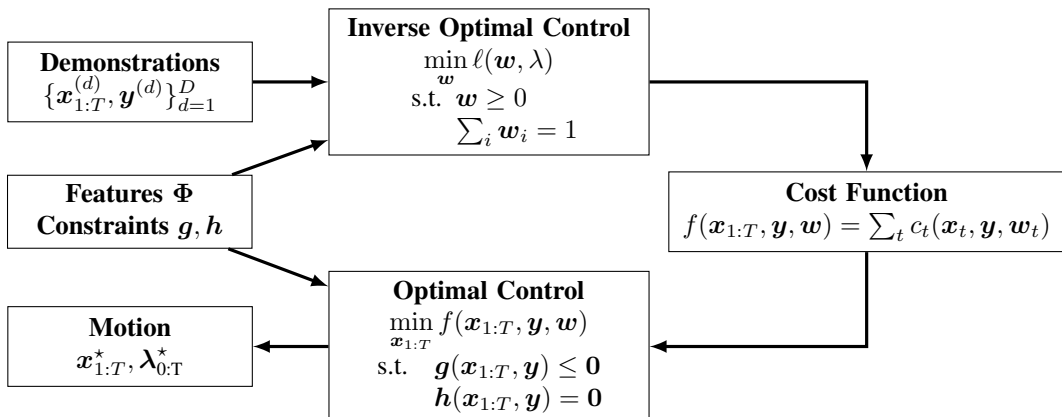 Demonstrations
{x_{1:T}^{(d)}, y^{(d)}}_{d=1}^{D}
Inverse Optimal Control
min_w ℓ(w, λ)
s.t. w ≥ 0
∑_i w_i = 1
Features Φ
Constraints g, h
Cost Function
f(x_{1:T}, y, w) = ∑_t c_t(x_t, y, w_t)
Motion
x^⋆_{1:T}, λ^⋆_{0:T}
Optimal Control
min_{x_{1:T}} f(x_{1:T}, y, w)
s.t. g(x_{1:T}, y) ≤ 0
h(x_{1:T}, y) = 0